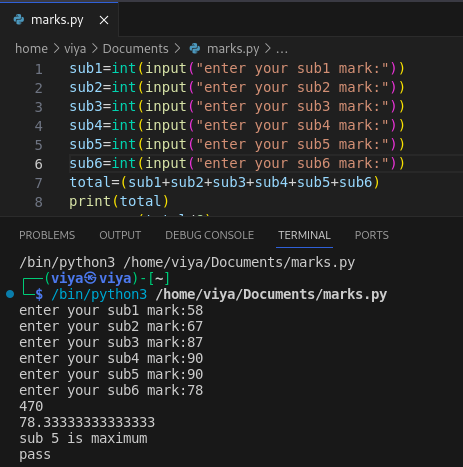 marks.py ×
home > viya > Documents > marks.py > ...
1 sub1=int(input("enter your sub1 mark:"))
2 sub2=int(input("enter your sub2 mark:"))
3 sub3=int(input("enter your sub3 mark:"))
4 sub4=int(input("enter your sub4 mark:"))
5 sub5=int(input("enter your sub5 mark:"))
6 sub6=int(input("enter your sub6 mark:"))
7 total=(sub1+sub2+sub3+sub4+sub5+sub6)
8 print(total)
PROBLEMS OUTPUT DEBUG CONSOLE TERMINAL PORTS
/bin/python3 /home/viya/Documents/marks.py
┌──(viya㉿viya)-[~]
└─$ /bin/python3 /home/viya/Documents/marks.py
enter your sub1 mark:58
enter your sub2 mark:67
enter your sub3 mark:87
enter your sub4 mark:90
enter your sub5 mark:90
enter your sub6 mark:78
470
78.33333333333333
sub 5 is maximum
pass